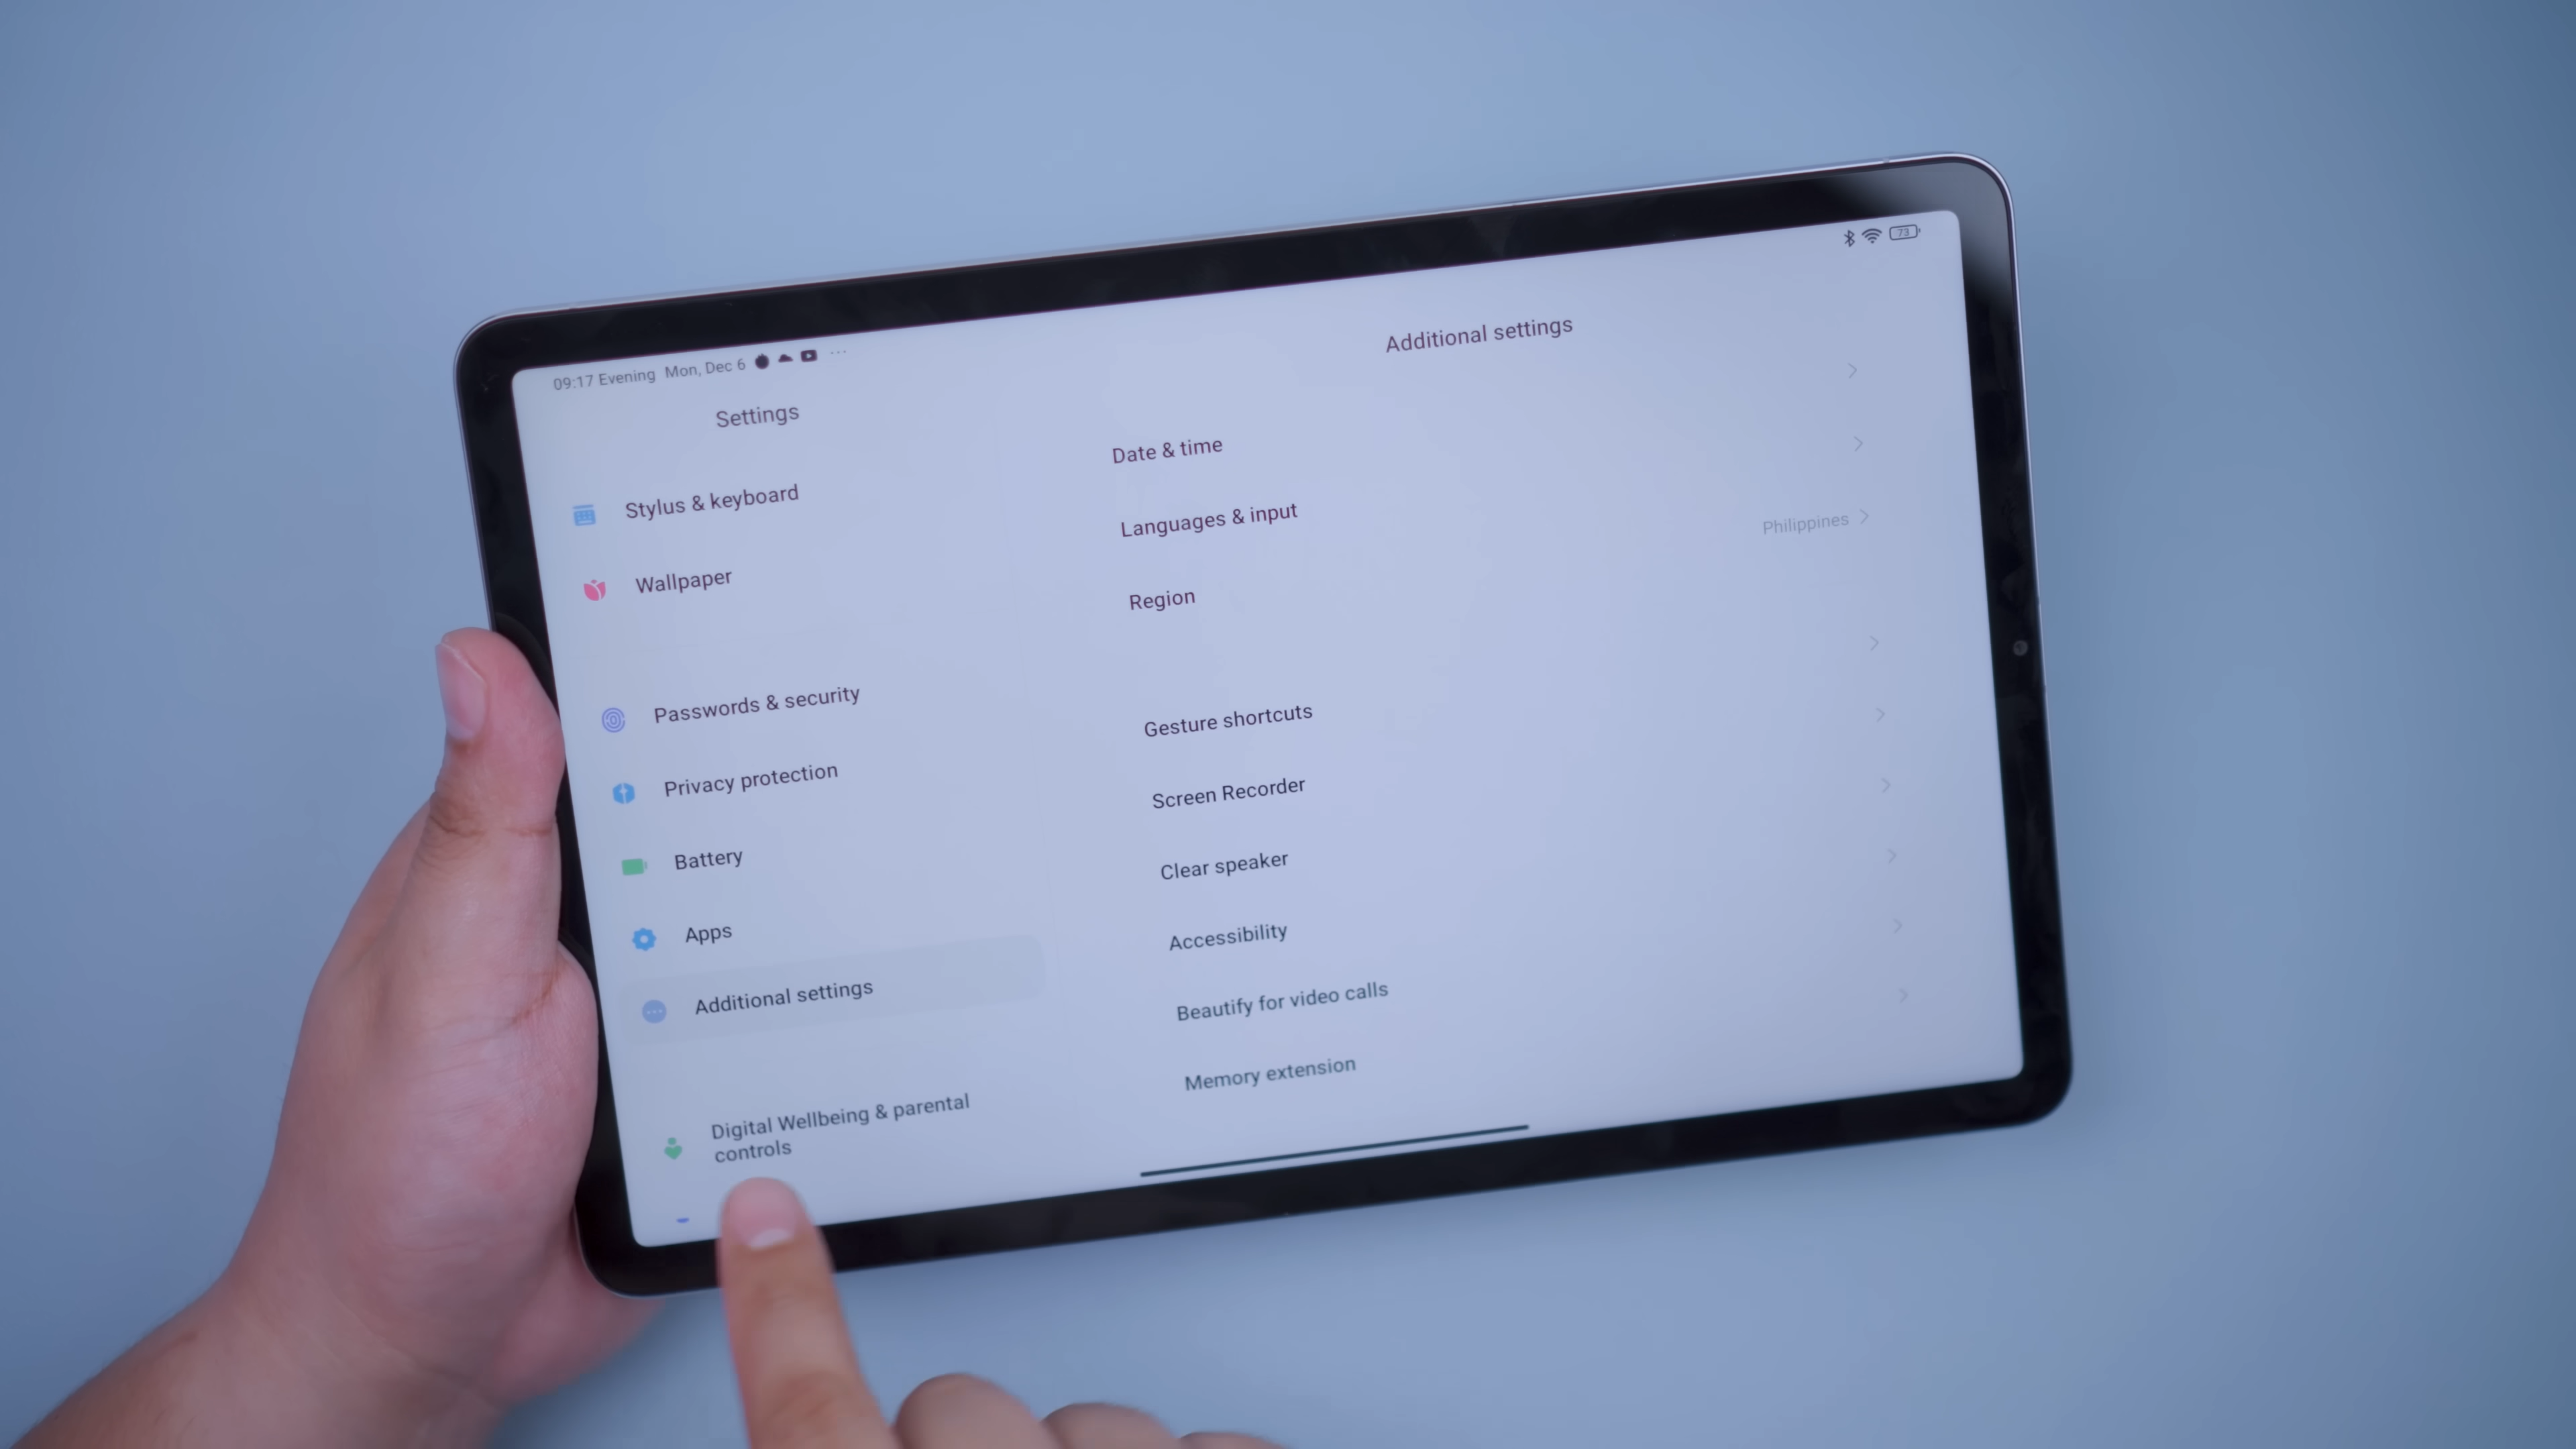 09:17 Evening Mon, Dec 6
73
Settings
Stylus & keyboard
Wallpaper
Passwords & security
Privacy protection
Battery
Apps
Additional settings
Digital Wellbeing & parental
controls
Additional settings
Date & time
Languages & input
Region
Philippines
Gesture shortcuts
Screen Recorder
Clear speaker
Accessibility
Beautify for video calls
Memory extension